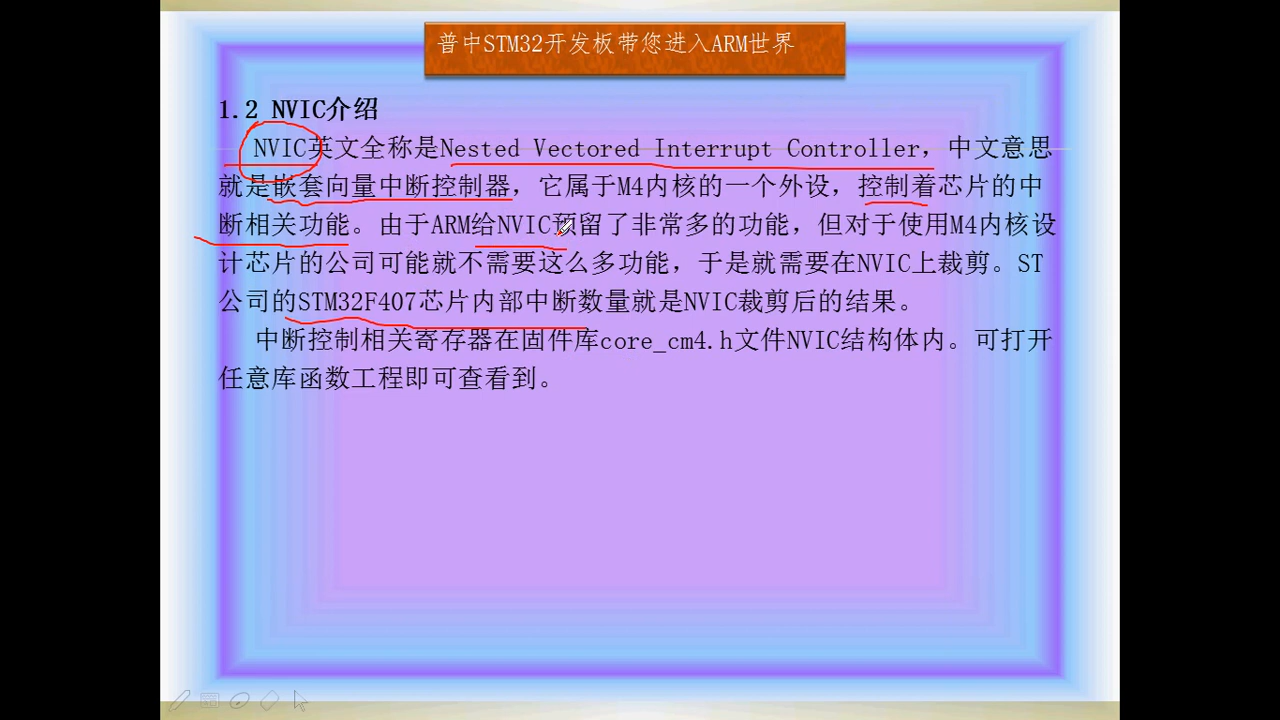 普中STM32开发板带您进入ARM世界
1.2 NVIC介绍
NVIC英文全称是Nested Vectored Interrupt Controller，中文意思
就是嵌套向量中断控制器，它属于M4内核的一个外设，控制着芯片的中
断相关功能。由于ARM给NVIC预留了非常多的功能，但对于使用M4内核设
计芯片的公司可能就不需要这么多功能，于是就需要在NVIC上裁剪。ST
公司的STM32F407芯片内部中断数量就是NVIC裁剪后的结果。
中断控制相关寄存器在固件库core_cm4.h文件NVIC结构体内。可打开
任意库函数工程即可查看到。